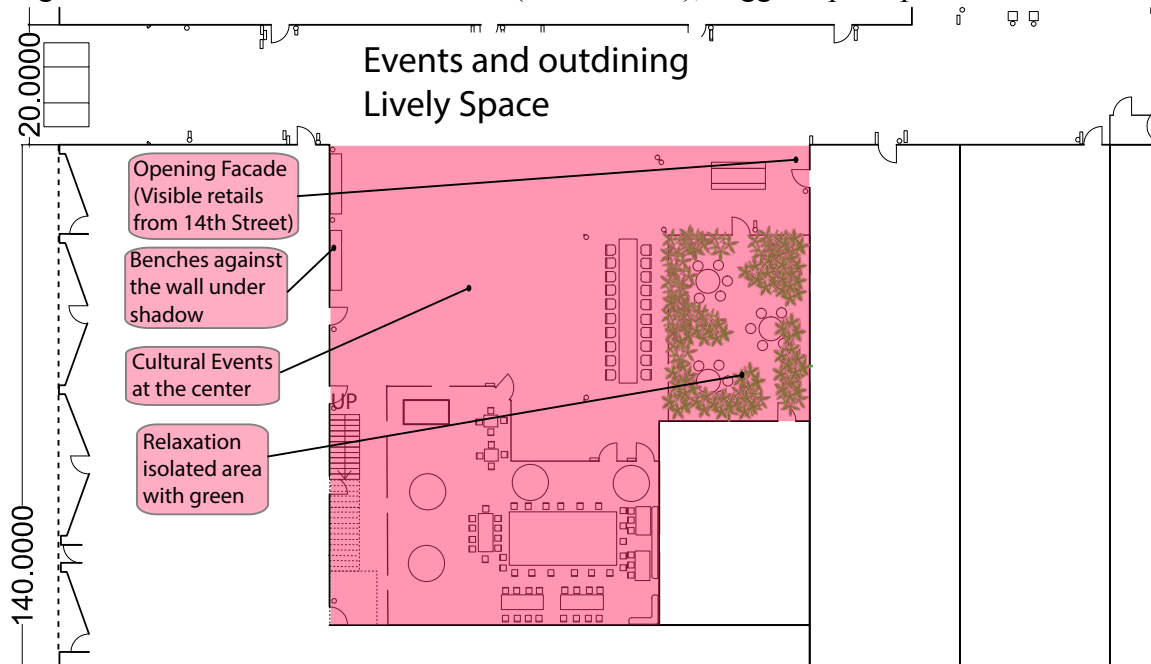 Events and outdining
Lively Space
20.0000
Opening Facade
(Visible retails
from 14th Street)
Benches against
the wall under
shadow
Cultural Events
at the center
UP
Relaxation
isolated area
with green
140.0000